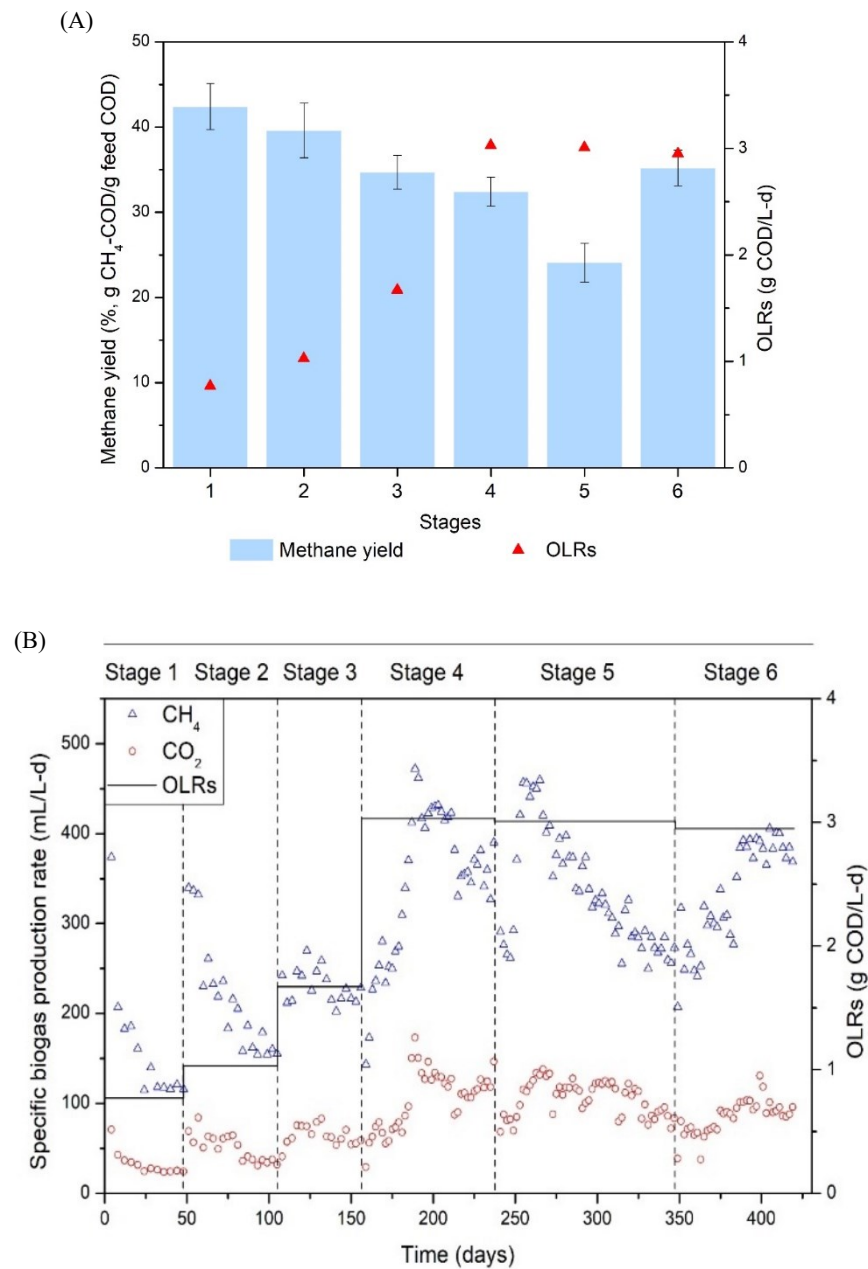 (A)
50
40
30
20
10
0
Methane yield (%, g CH₄-COD/g feed COD)
4
3
2
1
0
OLRs (g COD/L-d)
1 2 3 4 5 6
Stages
Methane yield OLRs
(B)
Stage 1 Stage 2 Stage 3 Stage 4 Stage 5 Stage 6
CH₄
CO₂
OLRs
500
400
300
200
100
0
Specific biogas production rate (mL/L-d)
4
3
2
1
0
OLRs (g COD/L-d)
0 50 100 150 200 250 300 350 400
Time (days)